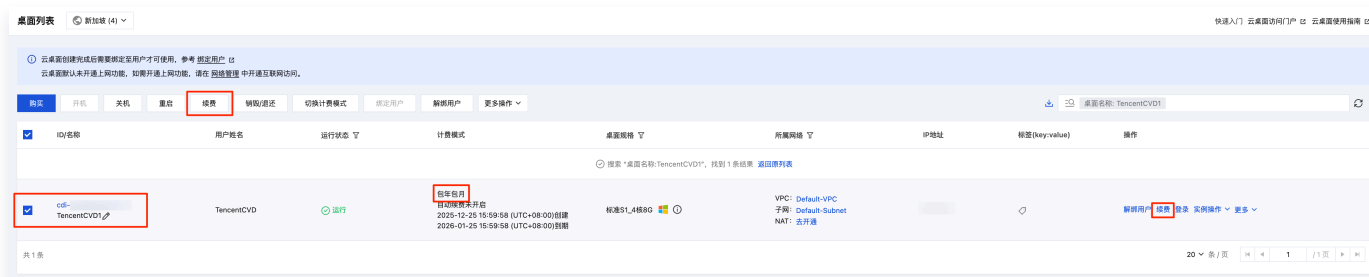 桌面列表 新加坡 (4) 快速入门 云桌面访问门户 云桌面使用指南
云桌面创建完成后需要绑定至用户才可使用，参考 绑定用户
云桌面默认未开通上网功能，如需开通上网功能，请在 网络管理 中开通互联网访问。
购买 开机 关机 重启 续费 销毁/退还 切换计费模式 绑定用户 解绑用户 更多操作 桌面名称: TencentCVD1
ID/名称 用户姓名 运行状态 计费模式 桌面规格 所属网络 IP地址 标签(key:value) 操作
搜索 "桌面名称:TencentCVD1"，找到 1 条结果 返回原列表
cdi-
TencentCVD1
TencentCVD
运行
包年包月
自动续费未开启
2025-12-25 15:59:58 (UTC+08:00)创建
2026-01-25 15:59:58 (UTC+08:00)到期
标准S1_4核8G
VPC: Default-VPC
子网: Default-Subnet
NAT: 去开通
解绑用户 续费 登录 实例操作 更多
共 1 条 20 条 / 页 1 / 1 页